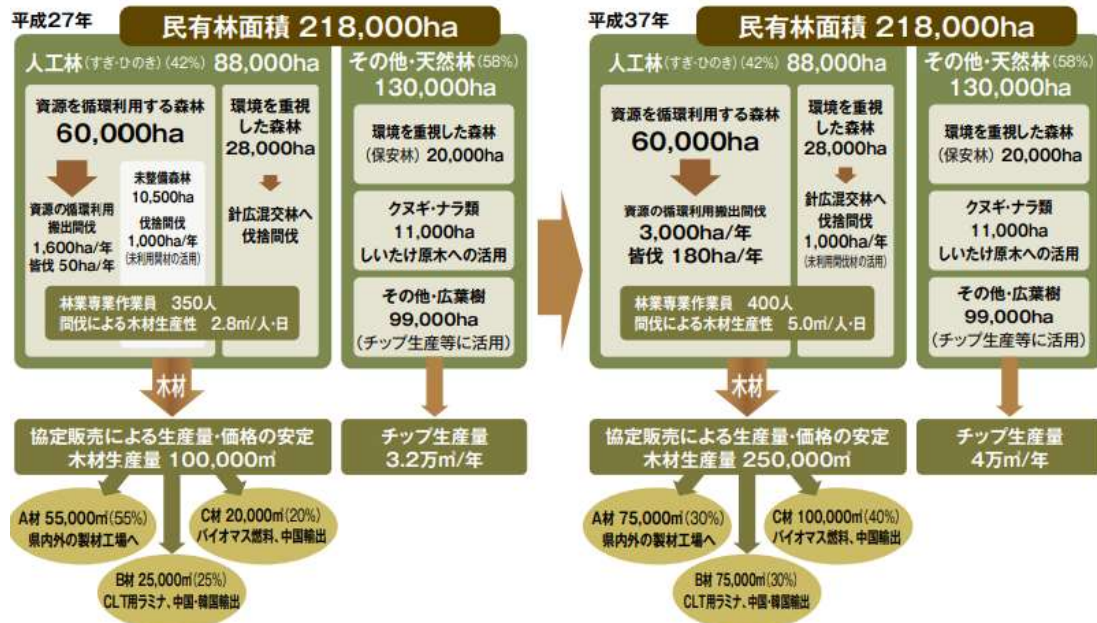 平成27年
民有林面積 218,000ha
人工林(すぎ・ひのき)(42%) 88,000ha
資源を循環利用する森林
60,000ha
資源の循環利用
搬出間伐
1,600ha/年
皆伐 50ha/年
未整備森林
10,500ha
伐捨間伐
1,000ha/年
(未利用間材の活用)
環境を重視
した森林
28,000ha
針広混交林へ
伐捨間伐
林業専業作業員 350人
間伐による木材生産性 2.8㎥/人・日
その他・天然林(58%)
130,000ha
環境を重視した森林
(保安林) 20,000ha
クヌギ・ナラ類
11,000ha
しいたけ原木への活用
その他・広葉樹
99,000ha
(チップ生産等に活用)
木材
協定販売による生産量・価格の安定
木材生産量 100,000㎥
チップ生産量
3.2万㎥/年
A材 55,000㎥(55%)
県内外の製材工場へ
C材 20,000㎥(20%)
バイオマス燃料、中国輸出
B材 25,000㎥(25%)
CLT用ラミナ、中国・韓国輸出
平成37年
民有林面積 218,000ha
人工林(すぎ・ひのき)(42%) 88,000ha
資源を循環利用する森林
60,000ha
資源の循環利用搬出間伐
3,000ha/年
皆伐 180ha/年
環境を重視
した森林
28,000ha
針広混交林へ
伐捨間伐
1,000ha/年
(未利用間伐材の活用)
林業専業作業員 400人
間伐による木材生産性 5.0㎥/人・日
その他・天然林(58%)
130,000ha
環境を重視した森林
(保安林) 20,000ha
クヌギ・ナラ類
11,000ha
しいたけ原木への活用
その他・広葉樹
99,000ha
(チップ生産等に活用)
木材
協定販売による生産量・価格の安定
木材生産量 250,000㎥
チップ生産量
4万㎥/年
A材 75,000㎥(30%)
県内外の製材工場へ
C材 100,000㎥(40%)
バイオマス燃料、中国輸出
B材 75,000㎥(30%)
CLT用ラミナ、中国・韓国輸出